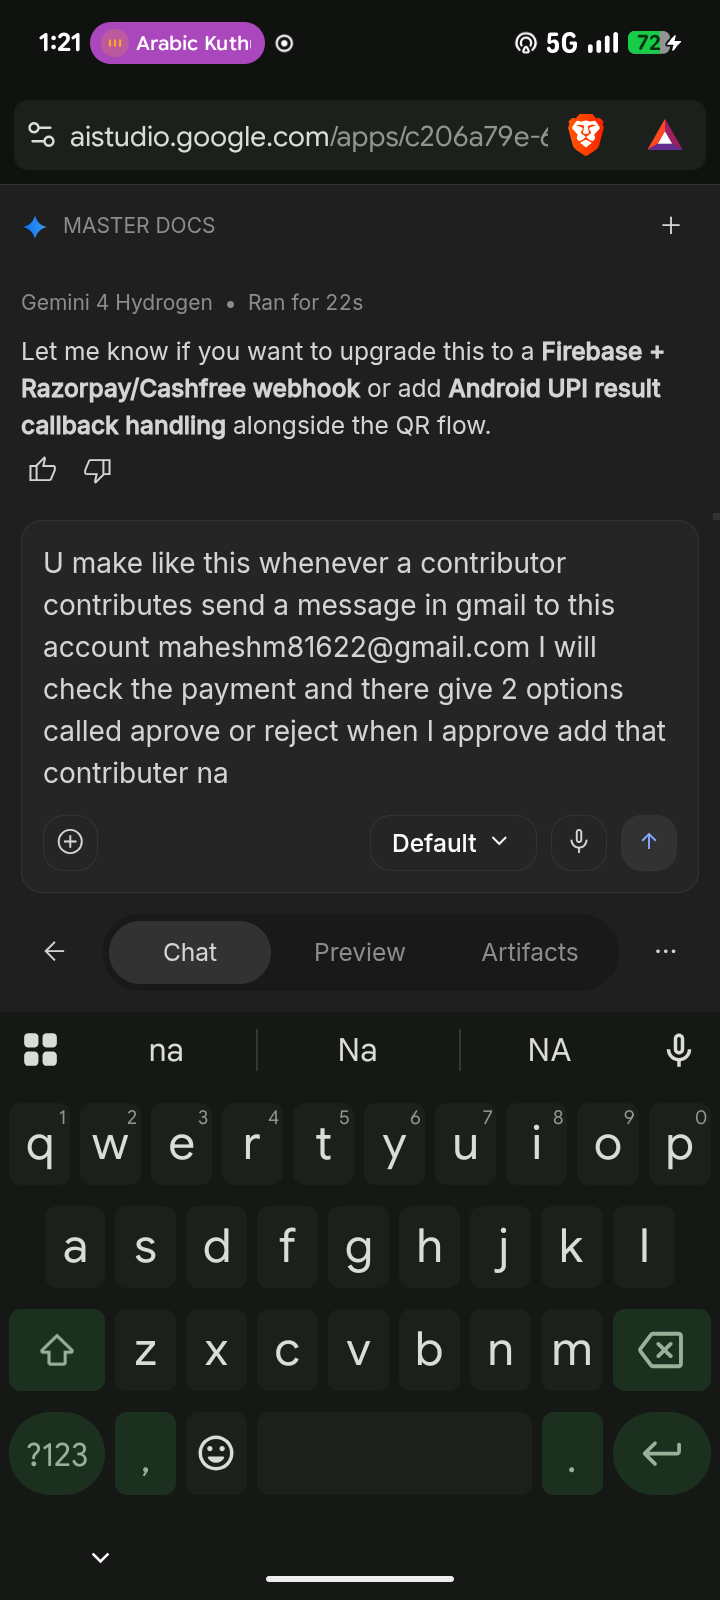 1:21 Arabic Kuth 5G 72
aistudio.google.com/apps/c206a79e-6
MASTER DOCS
Gemini 4 Hydrogen • Ran for 22s
Let me know if you want to upgrade this to a Firebase +
Razorpay/Cashfree webhook or add Android UPI result
callback handling alongside the QR flow.
U make like this whenever a contributor
contributes send a message in gmail to this
account maheshm81622@gmail.com I will
check the payment and there give 2 options
called aprove or reject when I approve add that
contributer na
Default
Chat Preview Artifacts
na Na NA
1 2 3 4 5 6 7 8 9 0
q w e r t y u i o p
a s d f g h j k l
z x c v b n m
?123 , .